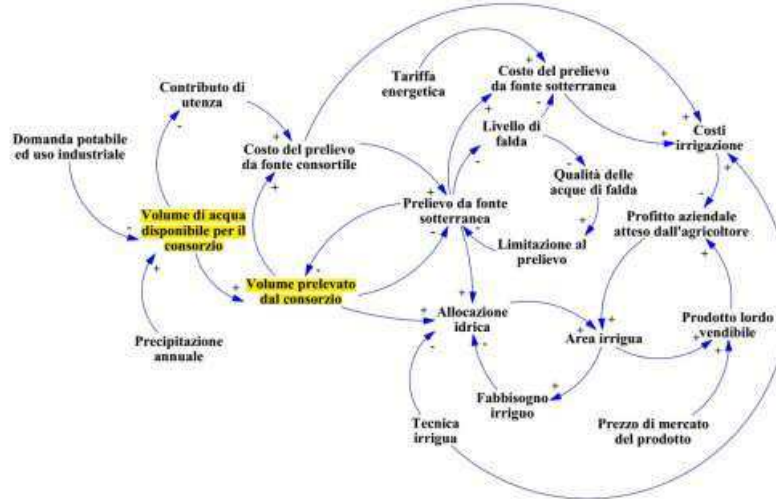 Contributo di
utenza
Tariffa
energetica
Costo del prelievo
da fonte sotterranea
Domanda potabile
ed uso industriale
Costo del prelievo
da fonte consortile
Livello di
falda
Costi
irrigazione
Qualità delle
acque di falda
Volume di acqua
disponibile per il
consorzio
Prelievo da fonte
sotterranea
Limitazione al
prelievo
Profitto aziendale
atteso dall'agricoltore
Volume prelevato
dal consorzio
Precipitazione
annuale
Allocazione
idrica
Area irrigua
Prodotto lordo
vendibile
Fabbisogno
irriguo
Tecnica
irrigua
Prezzo di mercato
del prodotto